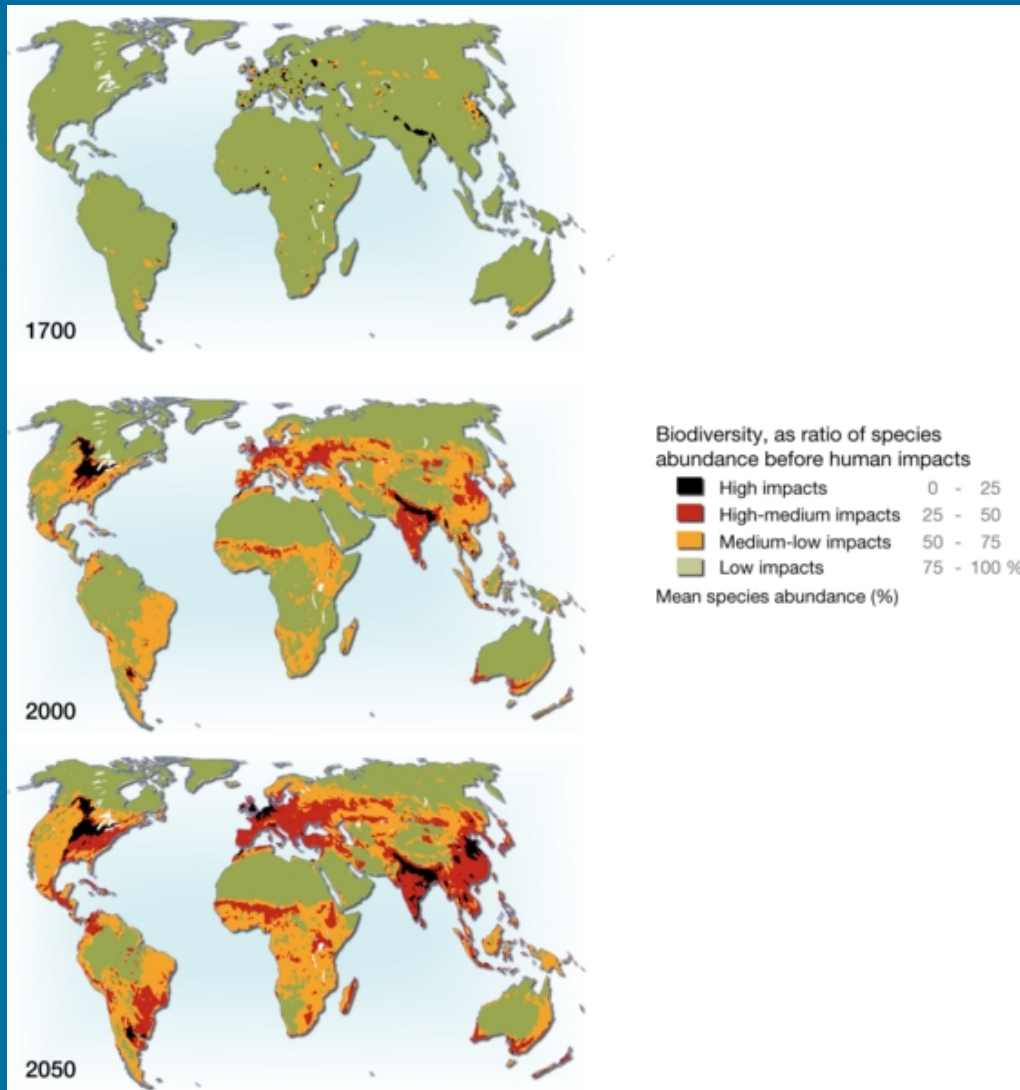 1700
2000
Biodiversity, as ratio of species
abundance before human impacts
High impacts 0 - 25
High-medium impacts 25 - 50
Medium-low impacts 50 - 75
Low impacts 75 - 100 %
Mean species abundance (%)
2050